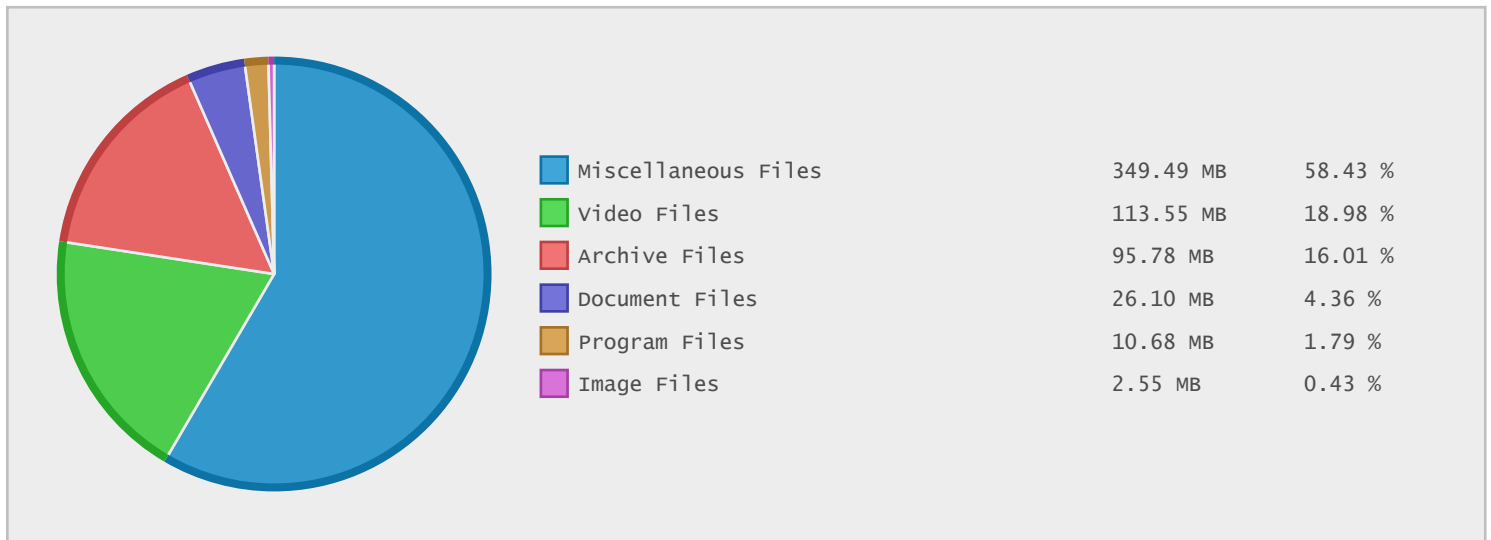 Miscellaneous Files 349.49 MB 58.43 %
Video Files 113.55 MB 18.98 %
Archive Files 95.78 MB 16.01 %
Document Files 26.10 MB 4.36 %
Program Files 10.68 MB 1.79 %
Image Files 2.55 MB 0.43 %